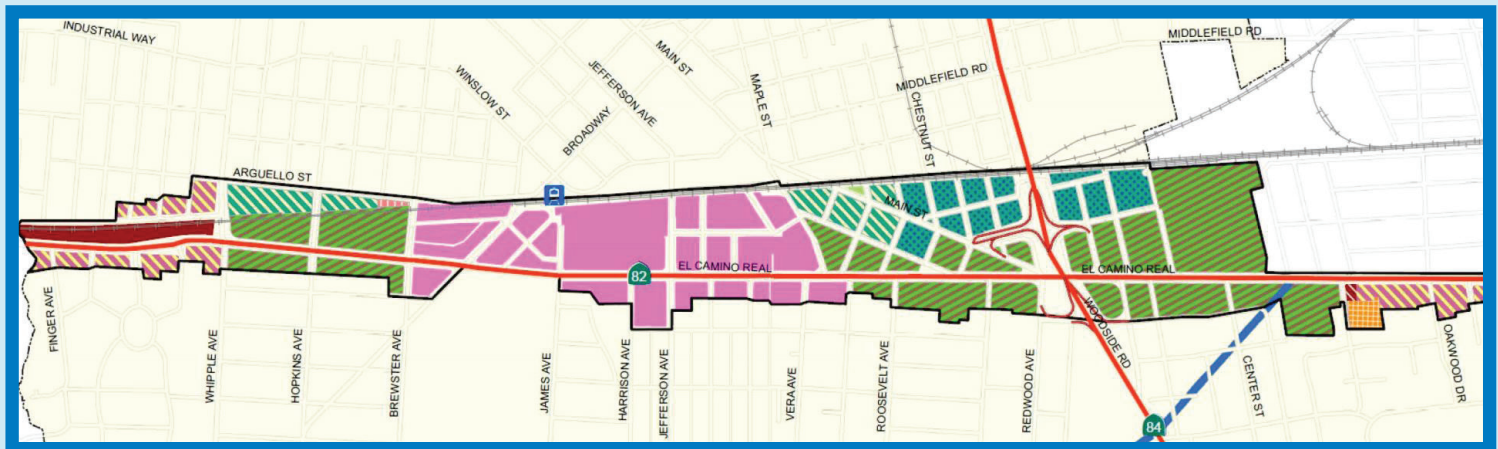 INDUSTRIAL WAY
MAIN ST
MIDDLEFIELD RD
WINSLOW ST
JEFFERSON AVE
MAPLE ST
MIDDLEFIELD RD
CHESTNUT ST
BROADWAY
ARGUELLO ST
MAIN ST
82
EL CAMINO REAL
EL CAMINO REAL
FINGER AVE
WHIPPLE AVE
HOPKINS AVE
BREWSTER AVE
JAMES AVE
HARRISON AVE
JEFFERSON AVE
VERA AVE
ROOSEVELT AVE
REDWOOD AVE
WOODSIDE RD
CENTER ST
OAKWOOD DR
84